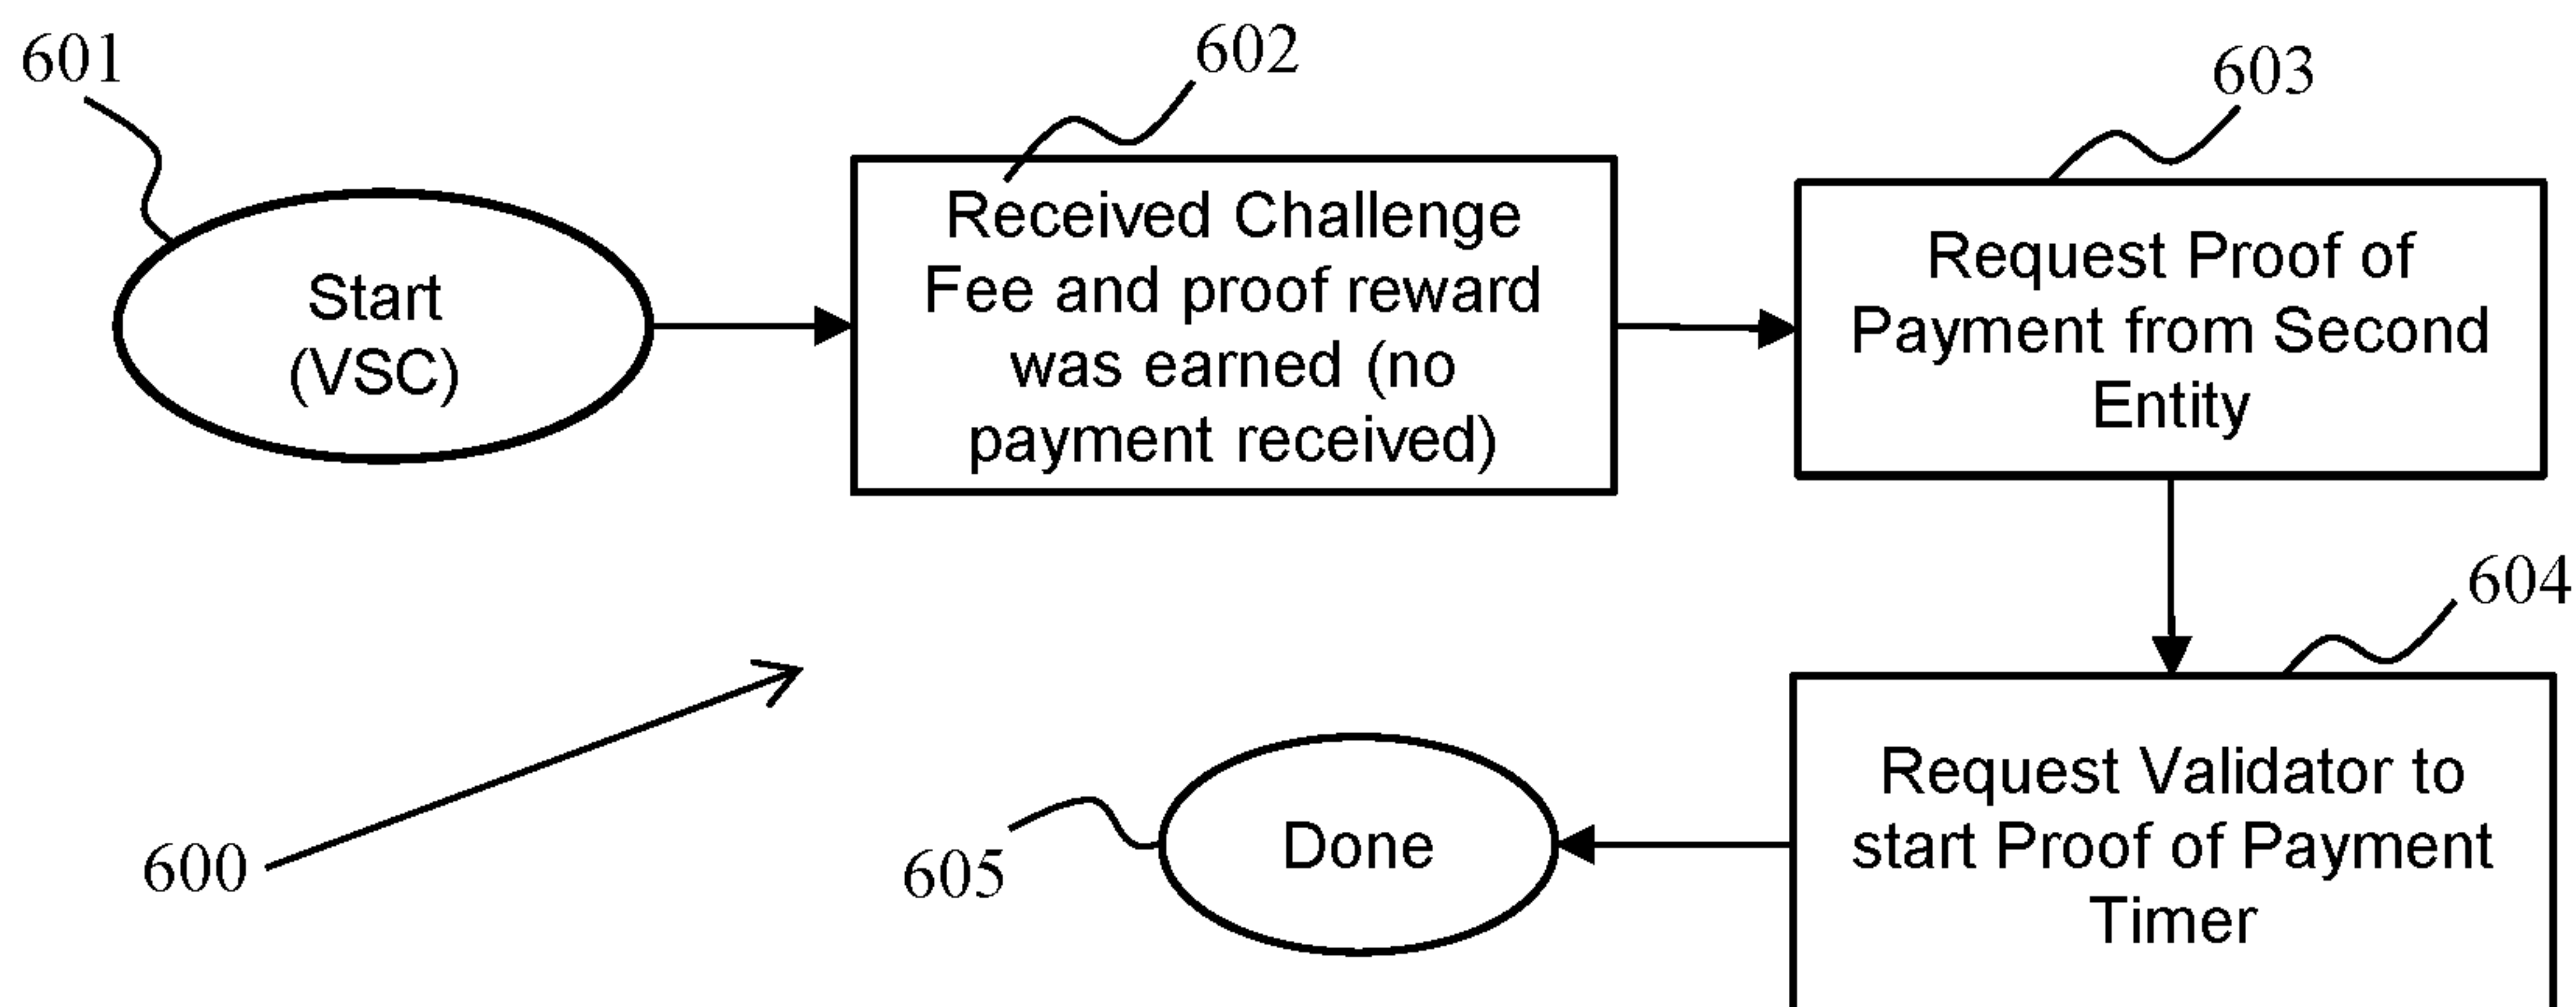 601
Start
(VSC)
602
Received Challenge
Fee and proof reward
was earned (no
payment received)
603
Request Proof of
Payment from Second
Entity
604
Request Validator to
start Proof of Payment
Timer
605
Done
600